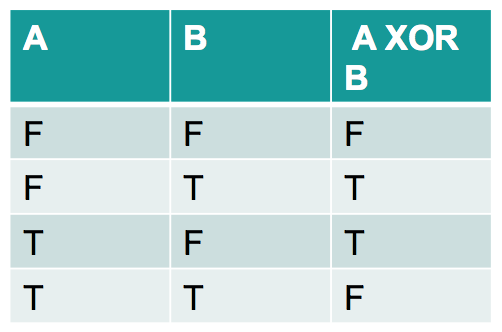 A B A XOR
B
F F F
F T T
T F T
T T F